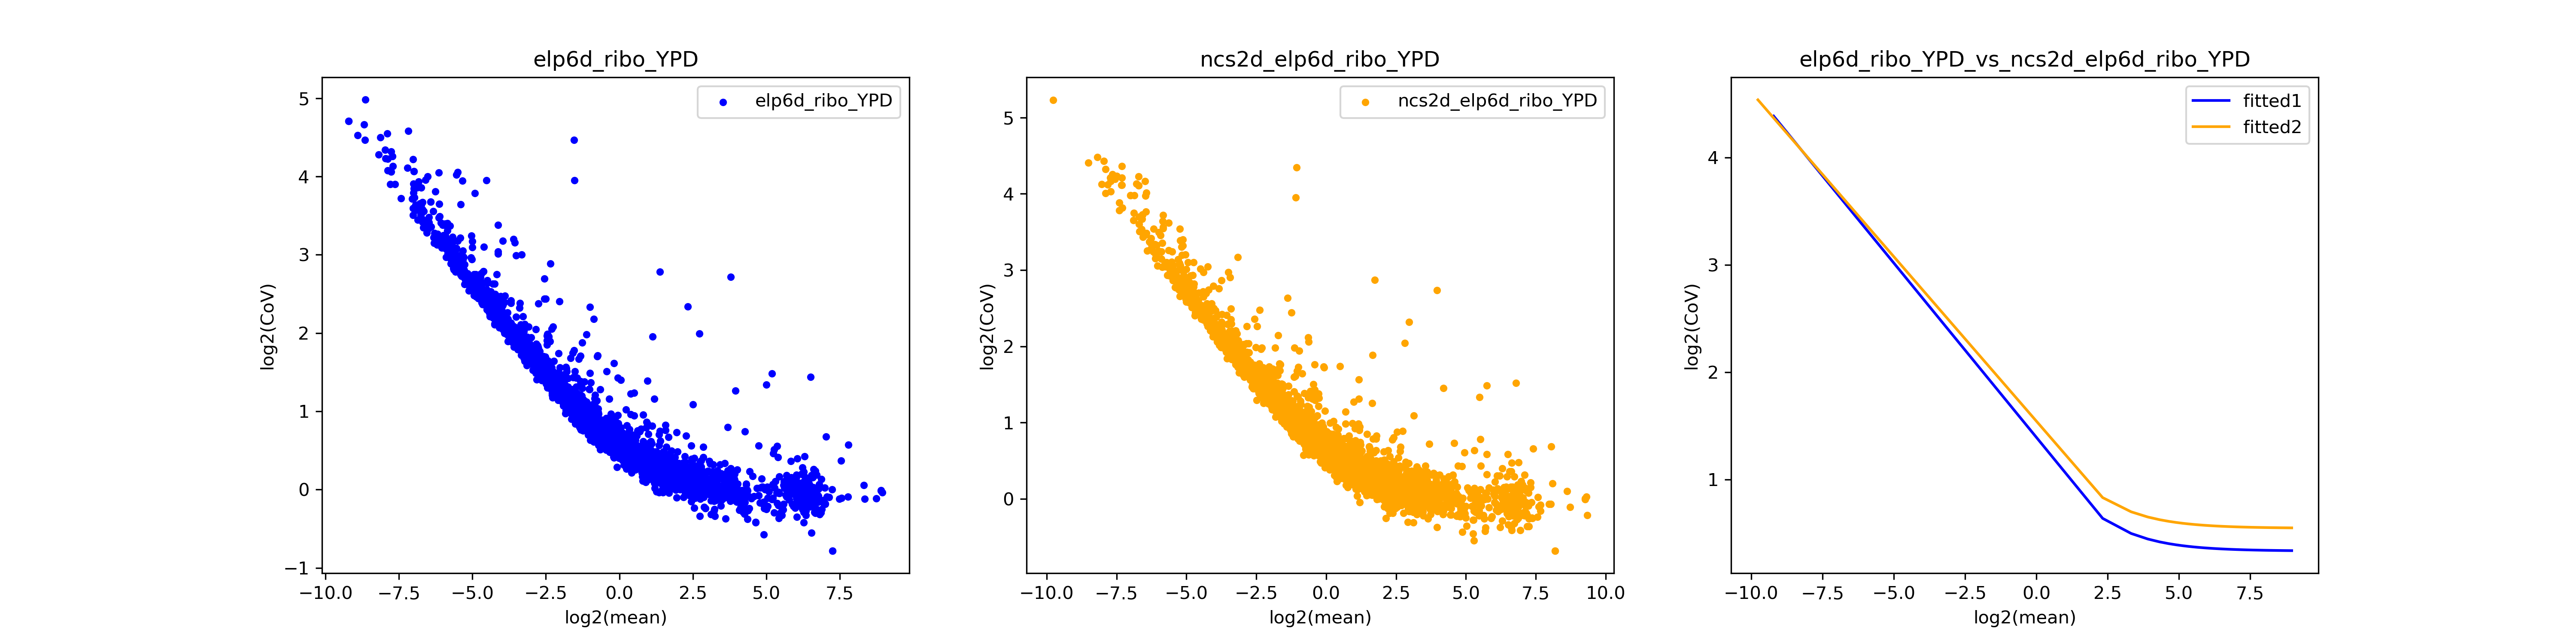 elp6d_ribo_YPD
elp6d_ribo_YPD
5
4
3
2
1
0
−1
log2(CoV)
−10.0 −7.5 −5.0 −2.5 0.0 2.5 5.0 7.5
log2(mean)
ncs2d_elp6d_ribo_YPD
ncs2d_elp6d_ribo_YPD
5
4
3
2
1
0
log2(CoV)
−10.0 −7.5 −5.0 −2.5 0.0 2.5 5.0 7.5 10.0
log2(mean)
elp6d_ribo_YPD_vs_ncs2d_elp6d_ribo_YPD
fitted1
fitted2
4
3
2
1
log2(CoV)
−10.0 −7.5 −5.0 −2.5 0.0 2.5 5.0 7.5
log2(mean)